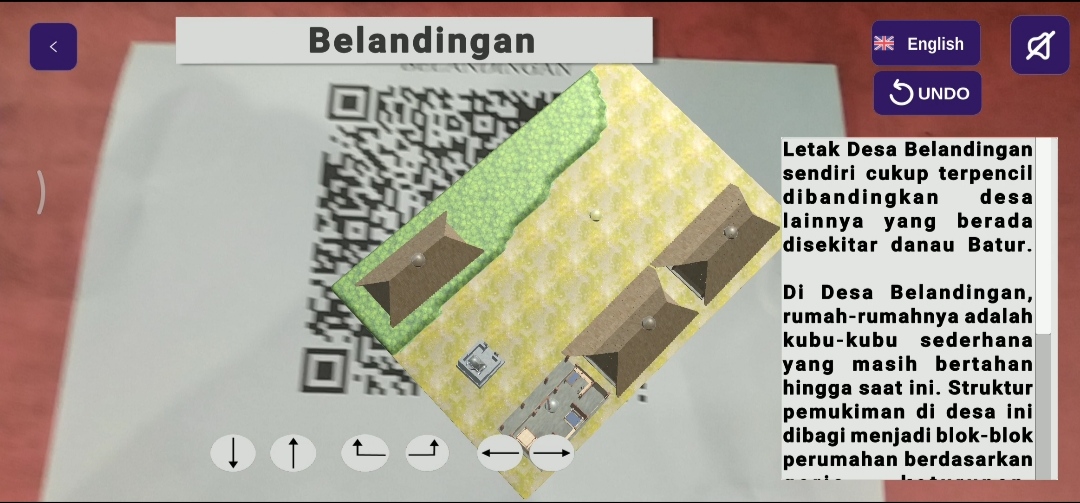 Belandingan
English
UNDO
BELANDINGAN
Letak Desa Belandingan
sendiri cukup terpencil
dibandingkan desa
lainnya yang berada
disekitar danau Batur.
Di Desa Belandingan,
rumah-rumahnya adalah
kubu-kubu sederhana
yang masih bertahan
hingga saat ini. Struktur
pemukiman di desa ini
dibagi menjadi blok-blok
perumahan berdasarkan